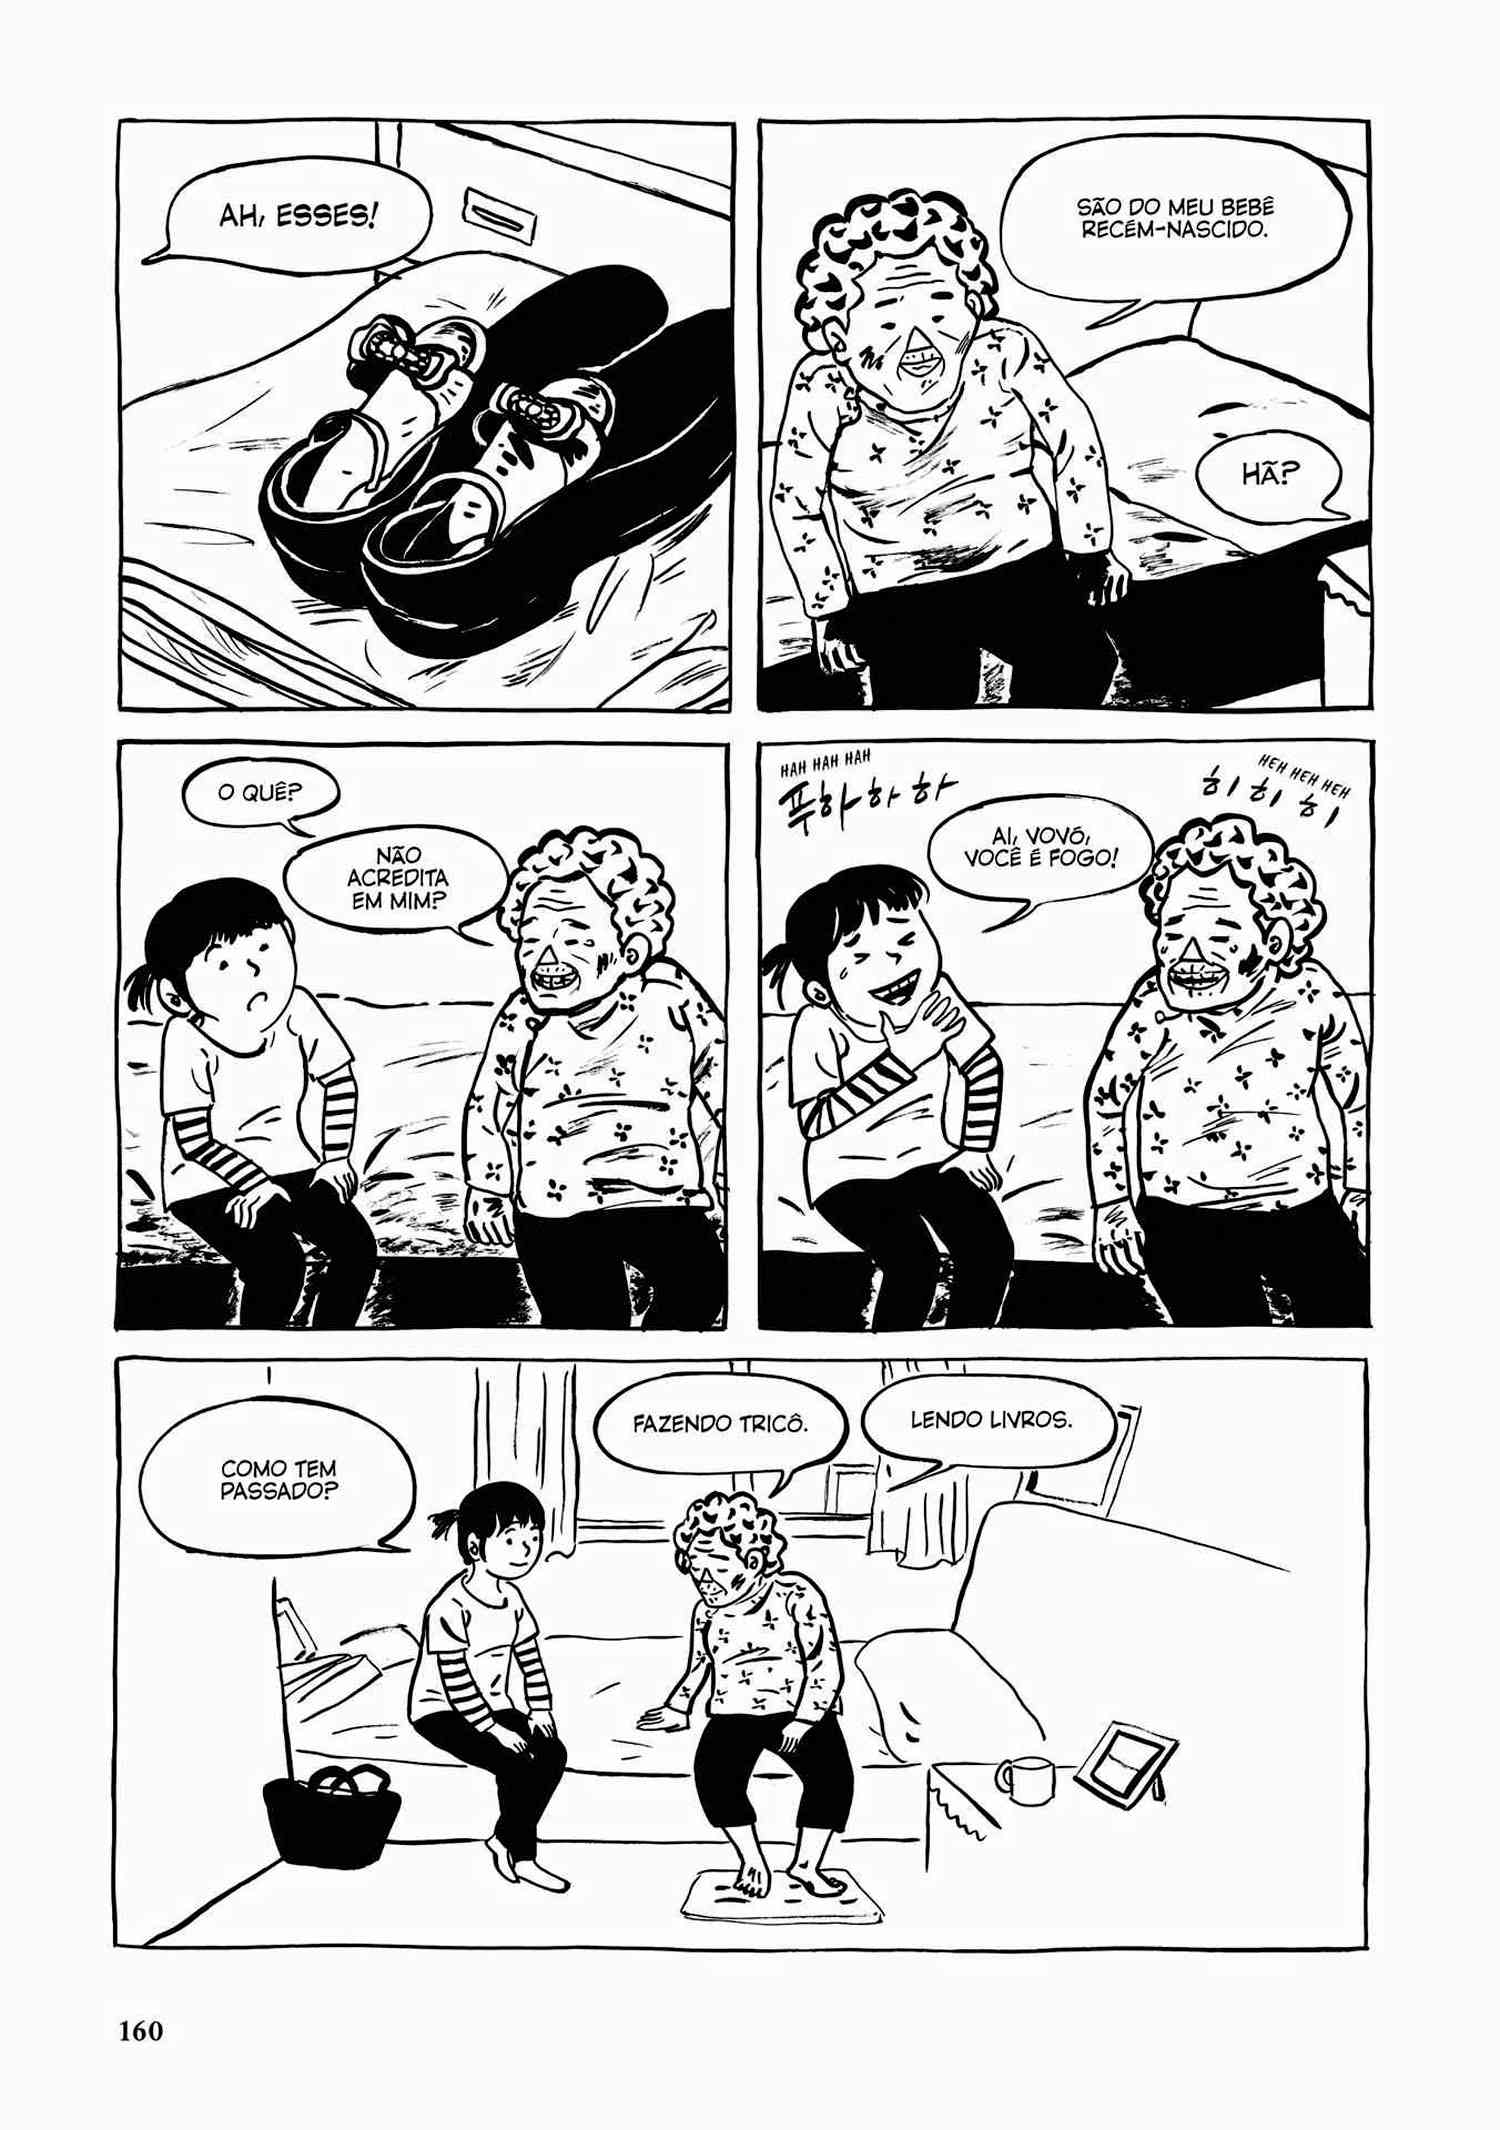 AH, ESSES!
SÃO DO MEU BEBÊ
RECÉM-NASCIDO.
HÃ?
O QUÊ?
NÃO
ACREDITA
EM MIM?
HAH HAH HAH
푸하하하
AI, VOVÓ,
VOCÊ É FOGO!
HEH HEH HEH
히히히
COMO TEM
PASSADO?
FAZENDO TRICÔ.
LENDO LIVROS.
160